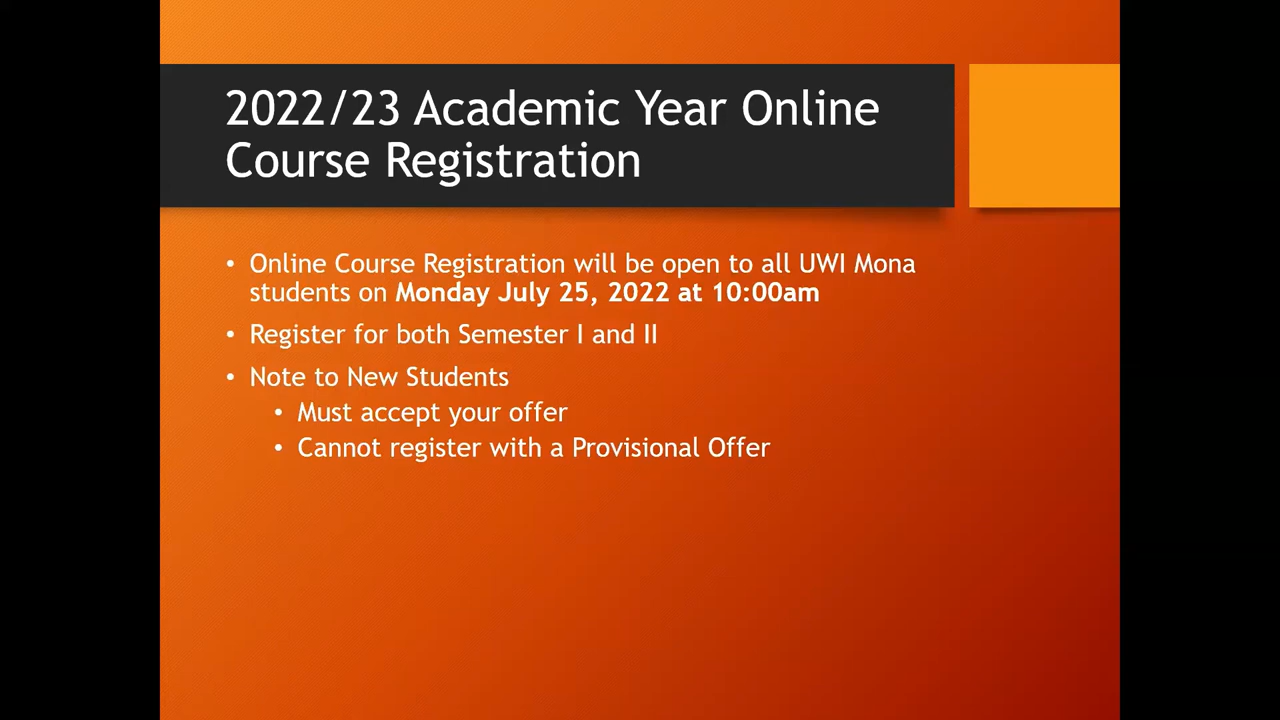 2022/23 Academic Year Online
Course Registration
• Online Course Registration will be open to all UWI Mona
students on Monday July 25, 2022 at 10:00am
• Register for both Semester I and II
• Note to New Students
• Must accept your offer
• Cannot register with a Provisional Offer